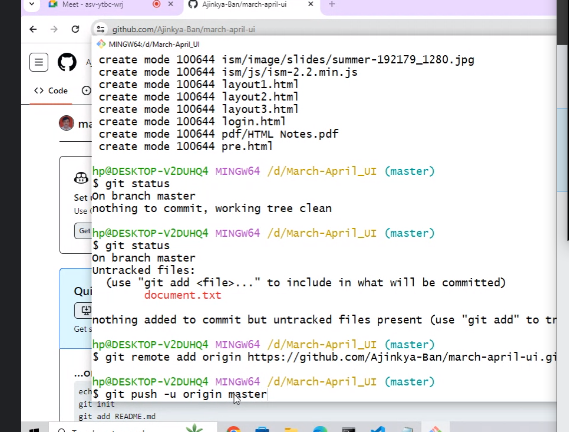 Meet - asv-ytbc-wrj
Ajinkya-Ban/march-april-ui
github.com/Ajinkya-Ban/march-april-ui
MINGW64:/d/March-April_UI
create mode 100644 ism/image/slides/summer-192179_1280.jpg
create mode 100644 ism/js/ism-2.2.min.js
create mode 100644 layout1.html
create mode 100644 layout2.html
create mode 100644 layout3.html
create mode 100644 login.html
create mode 100644 pdf/HTML Notes.pdf
create mode 100644 pre.html
Code
hp@DESKTOP-V2DUHQ4 MINGW64 /d/March-April_UI (master)
$ git status
On branch master
nothing to commit, working tree clean
hp@DESKTOP-V2DUHQ4 MINGW64 /d/March-April_UI (master)
$ git status
On branch master
Untracked files:
(use "git add <file>..." to include in what will be committed)
document.txt
nothing added to commit but untracked files present (use "git add" to tr
hp@DESKTOP-V2DUHQ4 MINGW64 /d/March-April_UI (master)
$ git remote add origin https://github.com/Ajinkya-Ban/march-april-ui.gi
hp@DESKTOP-V2DUHQ4 MINGW64 /d/March-April_UI (master)
$ git push -u origin master
ma
Set
Use
Get
Qui
Get s
...o
ech
git init
git add README.md